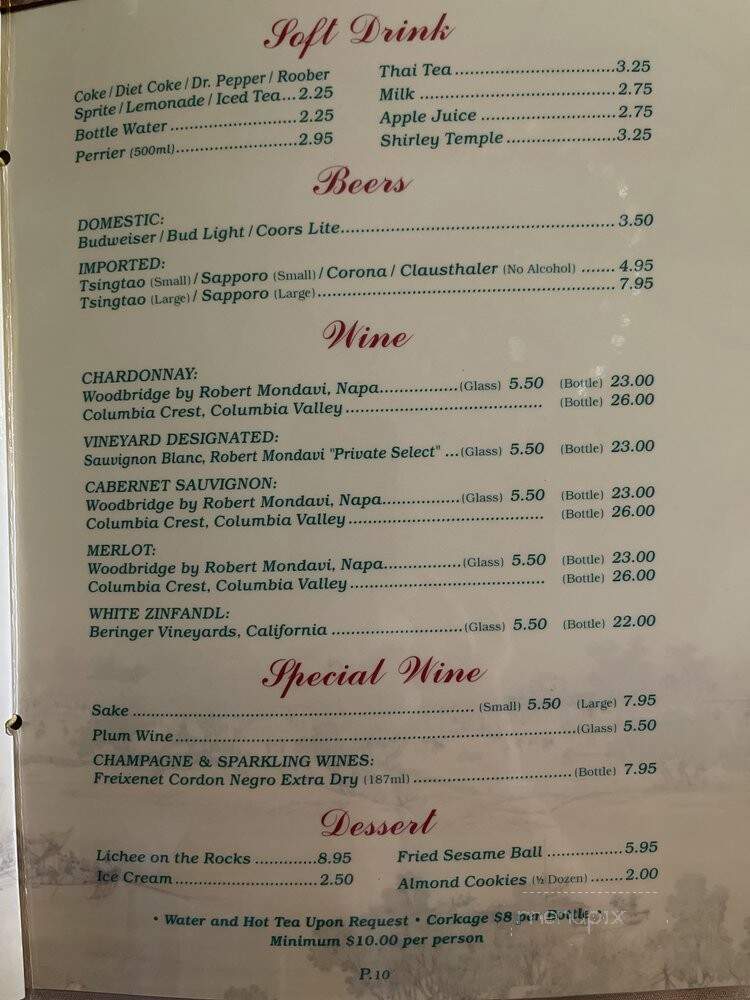 Soft Drink
Coke / Diet Coke / Dr. Pepper / Roober
Sprite / Lemonade / Iced Tea...2.25
Bottle Water ......................2.25
Perrier (500ml)......................2.95
Thai Tea ..............................3.25
Milk ....................................2.75
Apple Juice .........................2.75
Shirley Temple .....................3.25
Beers
DOMESTIC:
Budweiser / Bud Light / Coors Lite.................................................. 3.50
IMPORTED:
Tsingtao (Small) / Sapporo (Small) / Corona / Clausthaler (No Alcohol) ....... 4.95
Tsingtao (Large) / Sapporo (Large)...................................................... 7.95
Wine
CHARDONNAY:
Woodbridge by Robert Mondavi, Napa...............(Glass) 5.50 (Bottle) 23.00
Columbia Crest, Columbia Valley ..................................... (Bottle) 26.00
VINEYARD DESIGNATED:
Sauvignon Blanc, Robert Mondavi "Private Select" ...(Glass) 5.50 (Bottle) 23.00
CABERNET SAUVIGNON:
Woodbridge by Robert Mondavi, Napa...............(Glass) 5.50 (Bottle) 23.00
Columbia Crest, Columbia Valley ..................................... (Bottle) 26.00
MERLOT:
Woodbridge by Robert Mondavi, Napa...............(Glass) 5.50 (Bottle) 23.00
Columbia Crest, Columbia Valley ..................................... (Bottle) 26.00
WHITE ZINFANDL:
Beringer Vineyards, California .........................(Glass) 5.50 (Bottle) 22.00
Special Wine
Sake ................................................................ (Small) 5.50 (Large) 7.95
Plum Wine..........................................................................(Glass) 5.50
CHAMPAGNE & SPARKLING WINES:
Freixenet Cordon Negro Extra Dry (187ml) ............................. (Bottle) 7.95
Dessert
Lichee on the Rocks ............8.95
Ice Cream ...........................2.50
Fried Sesame Ball ...............5.95
Almond Cookies (½ Dozen) .......2.00
• Water and Hot Tea Upon Request • Corkage $8 per Bottle •
Minimum $10.00 per person
menupix
P.10